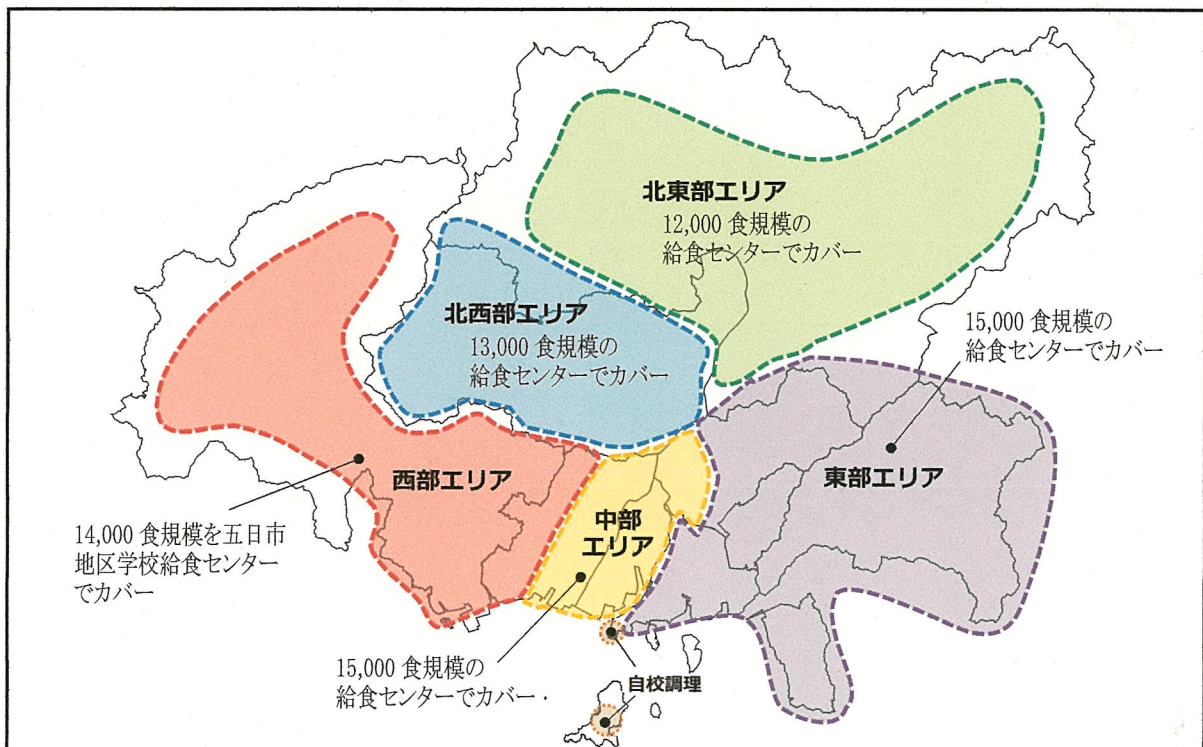 北東部エリア
12,000 食規模の
給食センターでカバー
北西部エリア
13,000 食規模の
給食センターでカバー
15,000 食規模の
給食センターでカバー
西部エリア
東部エリア
中部
エリア
14,000 食規模を五日市
地区学校給食センター
でカバー
15,000 食規模の
給食センターでカバー
自校調理